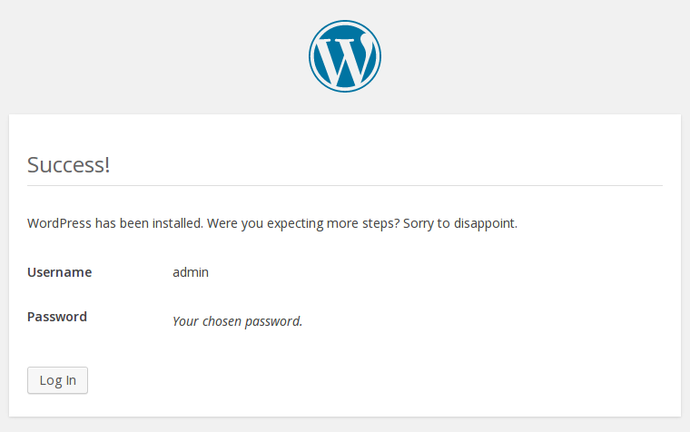 Success!
WordPress has been installed. Were you expecting more steps? Sorry to disappoint.
Username admin
Password Your chosen password.
Log In